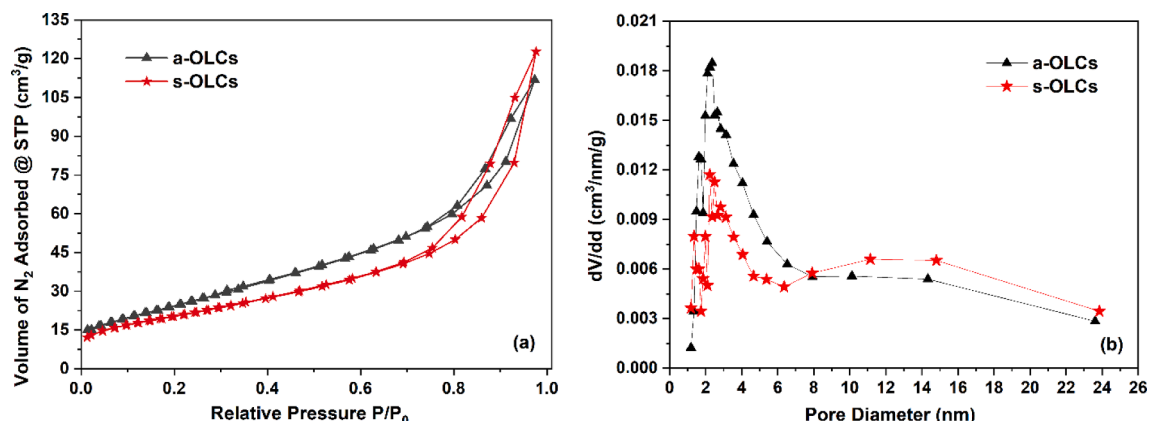 135
120
105
90
75
60
45
30
15
0
Volume of N₂ Adsorbed @ STP (cm³/g)
a-OLCs
s-OLCs
(a)
0.0 0.2 0.4 0.6 0.8 1.0
Relative Pressure P/P₀
0.021
0.018
0.015
0.012
0.009
0.006
0.003
0.000
dV/dd (cm³/nm/g)
a-OLCs
s-OLCs
(b)
0 2 4 6 8 10 12 14 16 18 20 22 24 26
Pore Diameter (nm)